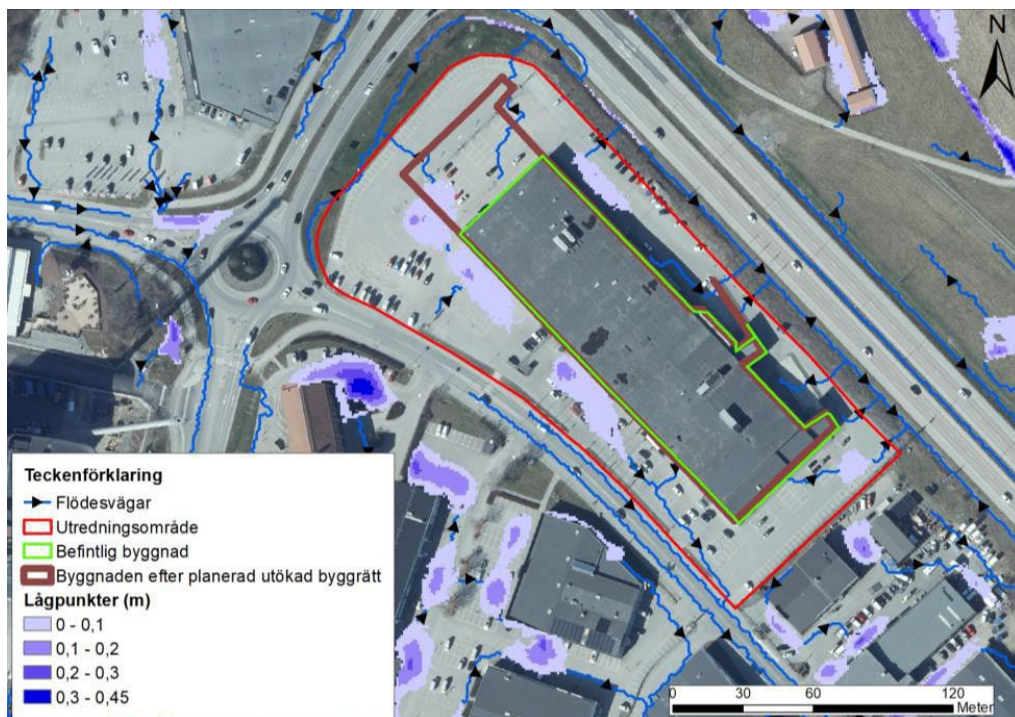 N
Teckenförklaring
Flödesvägar
Utredningsområde
Befintlig byggnad
Byggnaden efter planerad utökad byggrätt
Lågpunkter (m)
0 - 0,1
0,1 - 0,2
0,2 - 0,3
0,3 - 0,45
0 30 60 120
Meter